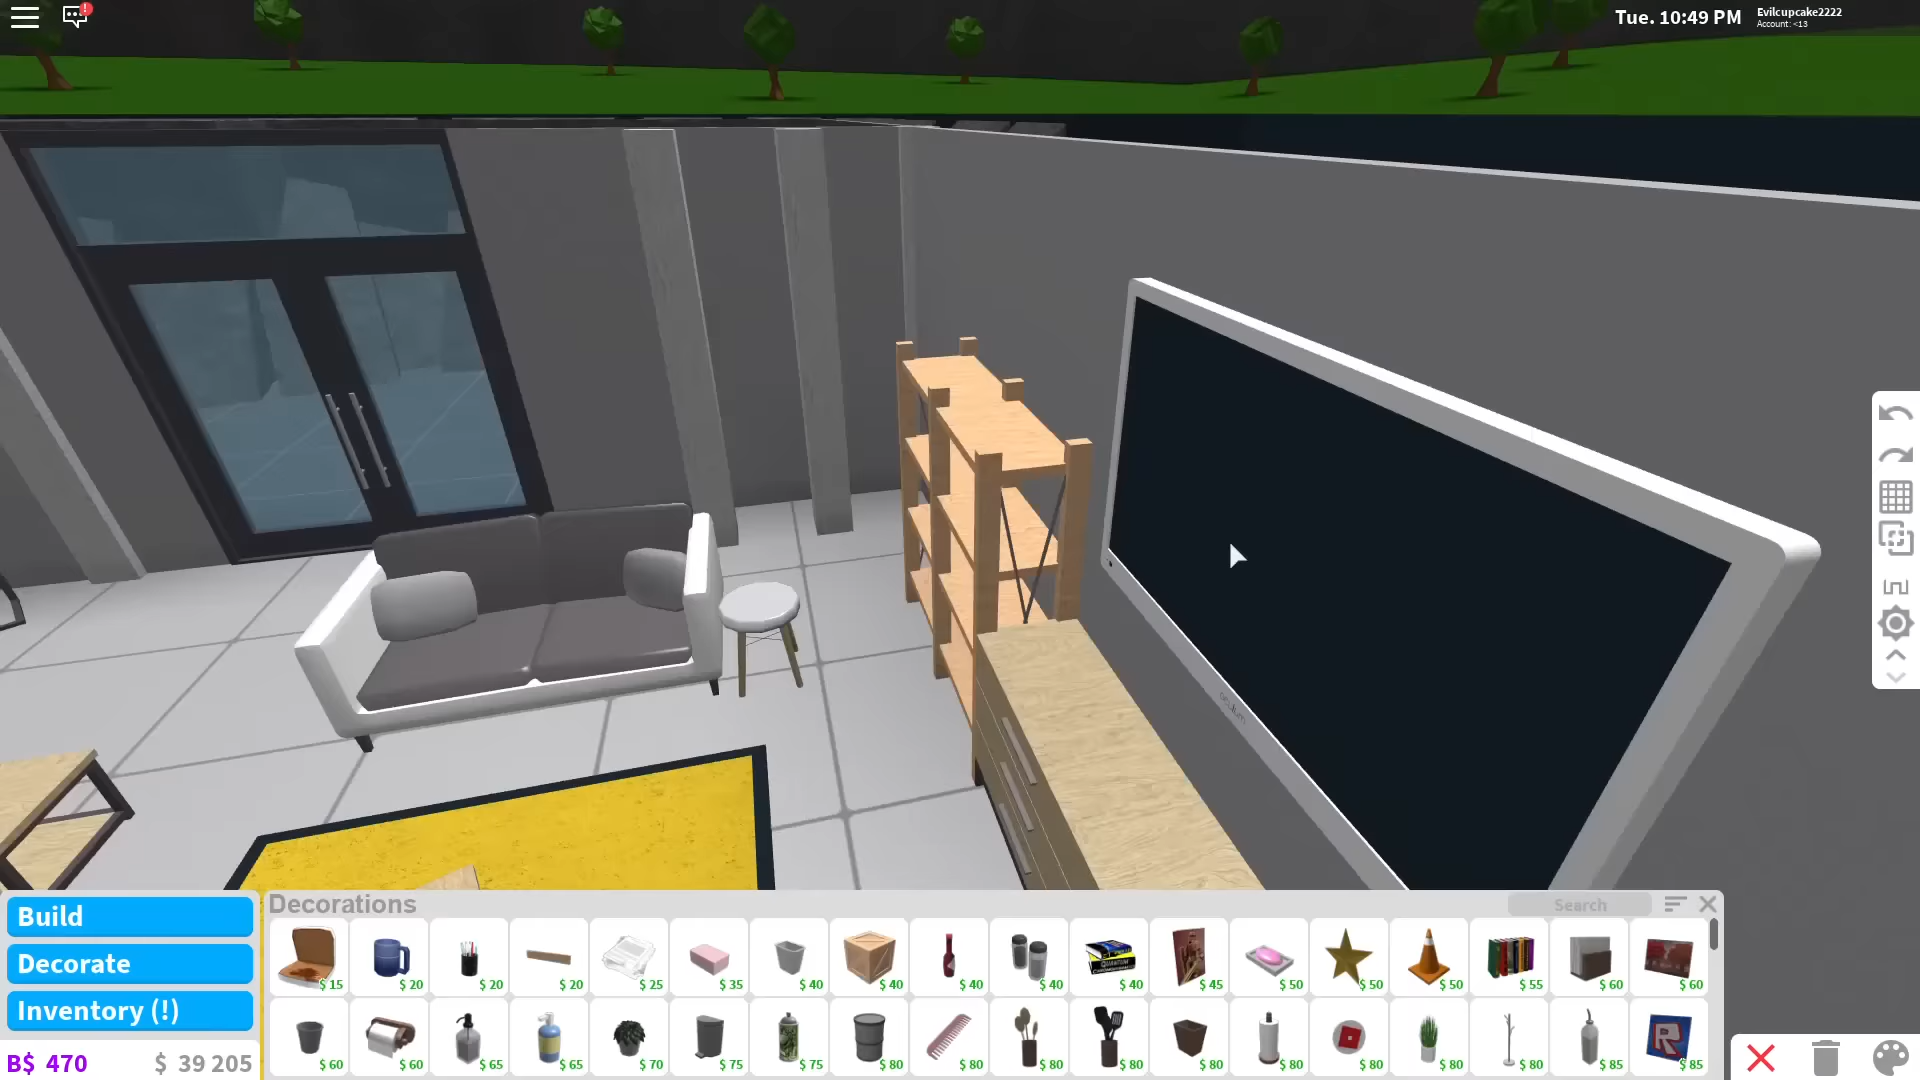 Tue. 10:49 PM
Evilcupcake2222
Account: <13
oculum
Build
Decorate
Inventory (!)
B$ 470
$ 39 205
Decorations
Search
$ 15
$ 20
$ 20
$ 20
$ 25
$ 35
$ 40
$ 40
$ 40
$ 40
QUANTUM
$ 40
$ 45
$ 50
$ 50
$ 50
$ 55
$ 60
$ 60
$ 60
$ 60
$ 65
$ 65
$ 70
$ 75
$ 75
$ 80
$ 80
$ 80
$ 80
$ 80
$ 80
$ 80
$ 80
$ 80
$ 85
R
$ 85